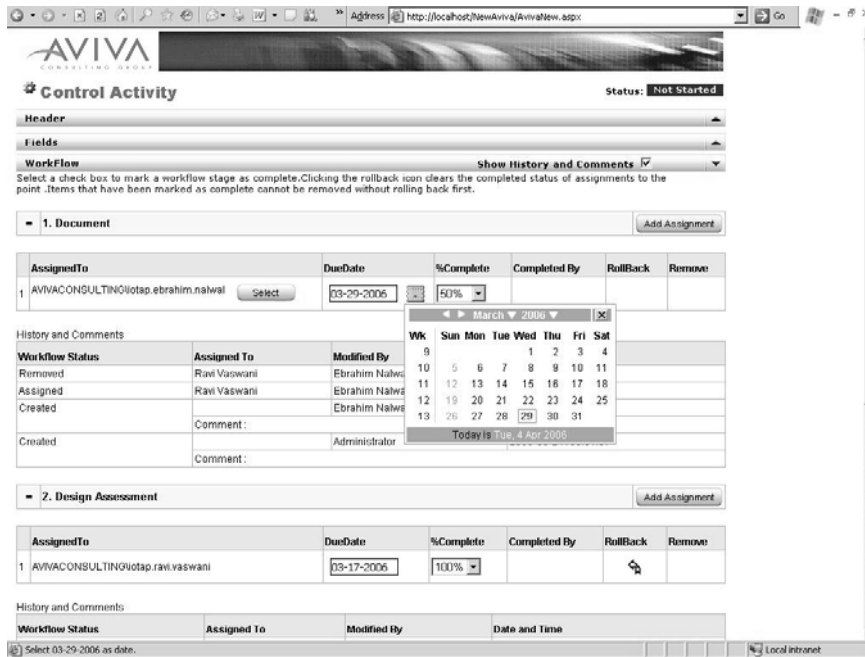 Address http://localhost/NewAviva/AvivaNew.aspx Go
AVIVA
CONSULTING GROUP
Control Activity Status: Not Started
Header
Fields
WorkFlow Show History and Comments
Select a check box to mark a workflow stage as complete.Clicking the rollback icon clears the completed status of assignments to the
point .Items that have been marked as complete cannot be removed without rolling back first.
- 1. Document Add Assignment
AssignedTo DueDate %Complete Completed By RollBack Remove
1 AVIVACONSULTING\iotap.ebrahim.nalwal Select 03-29-2006 ... 50%
March 2006 x
Wk Sun Mon Tue Wed Thu Fri Sat
9 1 2 3 4
10 5 6 7 8 9 10 11
11 12 13 14 15 16 17 18
12 19 20 21 22 23 24 25
13 26 27 28 29 30 31
Today is Tue, 4 Apr 2006
History and Comments
Workflow Status Assigned To Modified By
Removed Ravi Vaswani Ebrahim Nalwa
Assigned Ravi Vaswani Ebrahim Nalwa
Created Ebrahim Nalwa
Comment :
Created Administrator
Comment :
- 2. Design Assessment Add Assignment
AssignedTo DueDate %Complete Completed By RollBack Remove
1 AVIVACONSULTING\iotap.ravi.vaswani 03-17-2006 100%
History and Comments
Workflow Status Assigned To Modified By Date and Time
Select 03-29-2006 as date. Local intranet